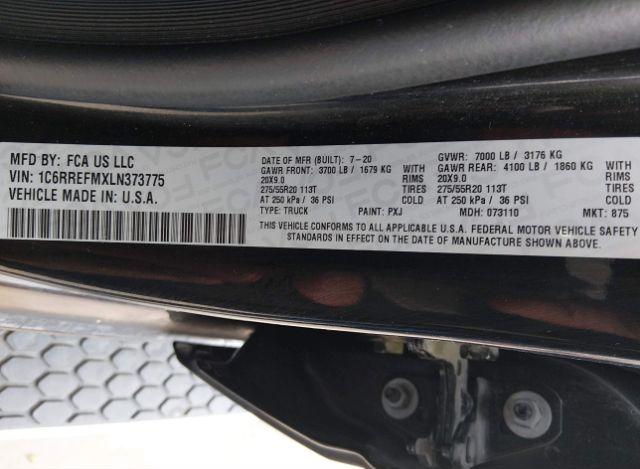 MFD BY: FCA US LLC
VIN: 1C6RREFMXLN373775
VEHICLE MADE IN: U.S.A.
DATE OF MFR (BUILT): 7-20 GVWR: 7000 LB / 3176 KG
GAWR FRONT: 3700 LB / 1679 KG WITH GAWR REAR: 4100 LB / 1860 KG WITH
20X9.0 RIMS 20X9.0 RIMS
275/55R20 113T TIRES 275/55R20 113T TIRES
AT 250 kPa / 36 PSI COLD AT 250 kPa / 36 PSI COLD
TYPE: TRUCK PAINT: PXJ MDH: 073110 MKT: 875
THIS VEHICLE CONFORMS TO ALL APPLICABLE U.S.A. FEDERAL MOTOR VEHICLE SAFETY
STANDARDS IN EFFECT ON THE DATE OF MANUFACTURE SHOWN ABOVE.